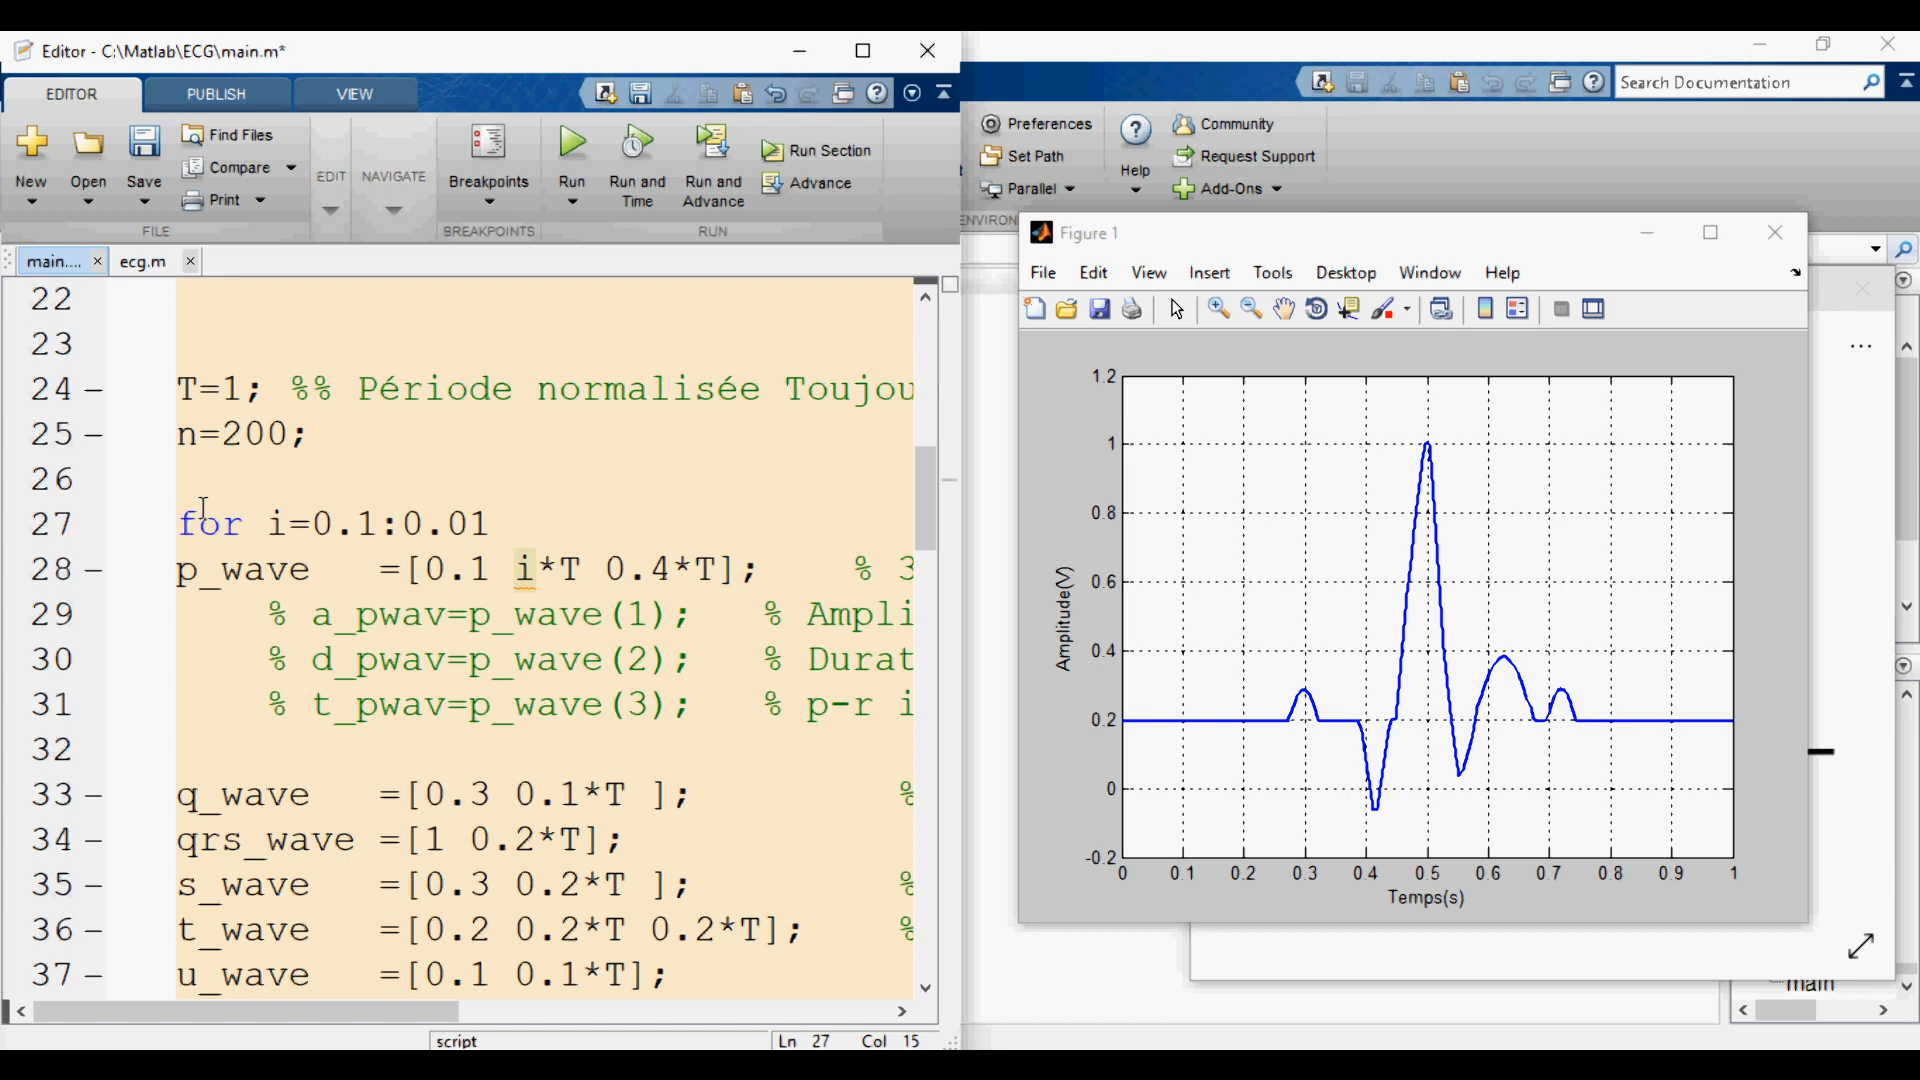 Editor - C:\Matlab\ECG\main.m*
EDITOR PUBLISH VIEW
Search Documentation
New
Open
Save
Find Files
Compare
Print
FILE
EDIT
NAVIGATE
Breakpoints
BREAKPOINTS
Run
Run and Time
Run and Advance
Run Section
Advance
RUN
Preferences
Set Path
Parallel
Help
Community
Request Support
Add-Ons
ENVIRON
main.... × ecg.m ×
22
23
24 – T=1; %% Période normalisée Toujou
25 – n=200;
26
27 for i=0.1:0.01
28 – p_wave =[0.1 i*T 0.4*T]; % 3
29 % a_pwav=p_wave(1); % Ampli
30 % d_pwav=p_wave(2); % Durat
31 % t_pwav=p_wave(3); % p-r i
32
33 – q_wave =[0.3 0.1*T ]; %
34 – qrs_wave =[1 0.2*T];
35 – s_wave =[0.3 0.2*T ]; %
36 – t_wave =[0.2 0.2*T 0.2*T]; %
37 – u_wave =[0.1 0.1*T];
script Ln 27 Col 15
Figure 1
File Edit View Insert Tools Desktop Window Help
1.2
1
0.8
0.6
0.4
0.2
0
-0.2
Amplitude(V)
0 0.1 0.2 0.3 0.4 0.5 0.6 0.7 0.8 0.9 1
Temps(s)
...
main